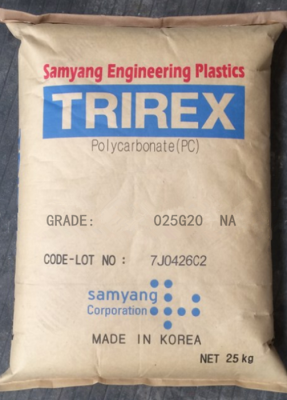 Samyang Engineering Plastics
TRIREX
Polycarbonate(PC)
GRADE: 025G20 NA
CODE-LOT NO : 7J0426C2
samyang
Corporation
MADE IN KOREA
NET 25 kg